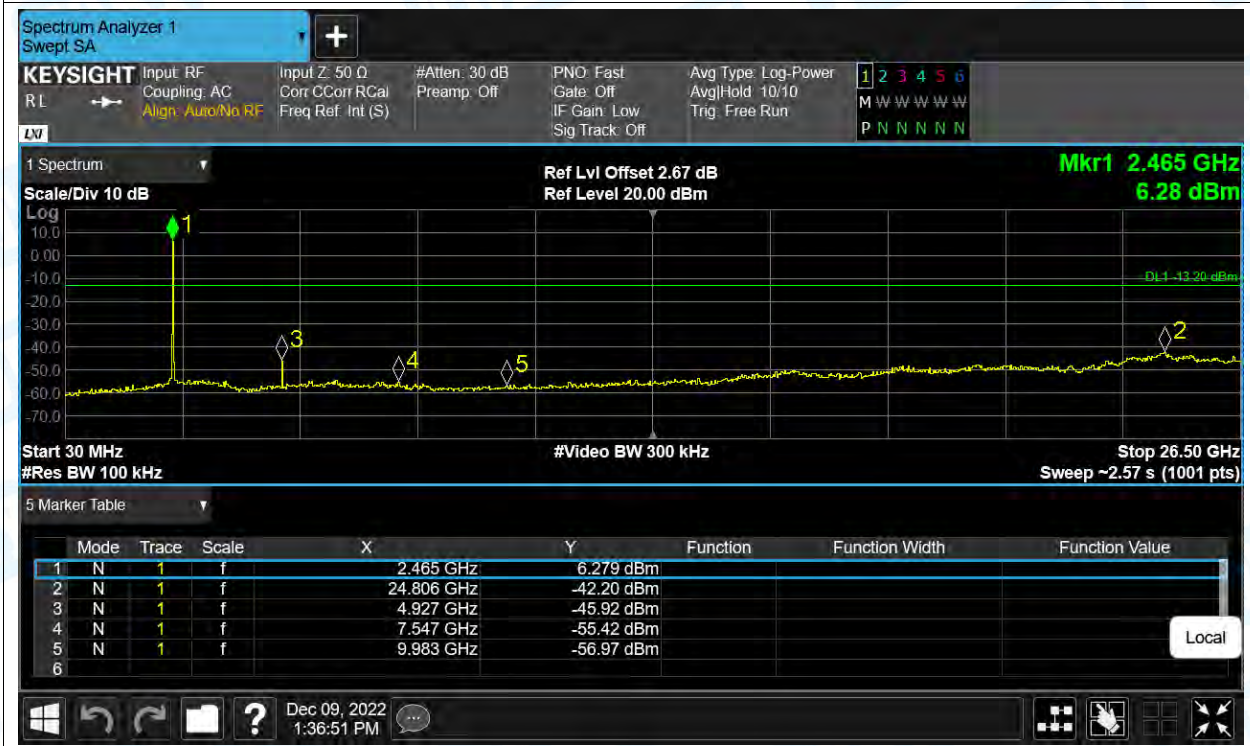 Spectrum Analyzer 1
Swept SA
KEYSIGHT
RL
LXI
Input: RF
Coupling: AC
Align: Auto/No RF
Input Z: 50 Ω
Corr CCorr RCal
Freq Ref: Int (S)
#Atten: 30 dB
Preamp: Off
PNO: Fast
Gate: Off
IF Gain: Low
Sig Track: Off
Avg Type: Log-Power
Avg|Hold: 10/10
Trig: Free Run
1 2 3 4 5 6
M W W W W W
P N N N N N
1 Spectrum
Scale/Div 10 dB
Ref Lvl Offset 2.67 dB
Ref Level 20.00 dBm
Mkr1 2.465 GHz
6.28 dBm
Log
10.0
0.00
-10.0
-20.0
-30.0
-40.0
-50.0
-60.0
-70.0
1
3
4
5
2
DL1 -13.20 dBm
Start 30 MHz
#Res BW 100 kHz
#Video BW 300 kHz
Stop 26.50 GHz
Sweep ~2.57 s (1001 pts)
5 Marker Table
Mode Trace Scale X Y Function Function Width Function Value
1 N 1 f 2.465 GHz 6.279 dBm
2 N 1 f 24.806 GHz -42.20 dBm
3 N 1 f 4.927 GHz -45.92 dBm
4 N 1 f 7.547 GHz -55.42 dBm
5 N 1 f 9.983 GHz -56.97 dBm
6
Local
?
Dec 09, 2022
1:36:51 PM